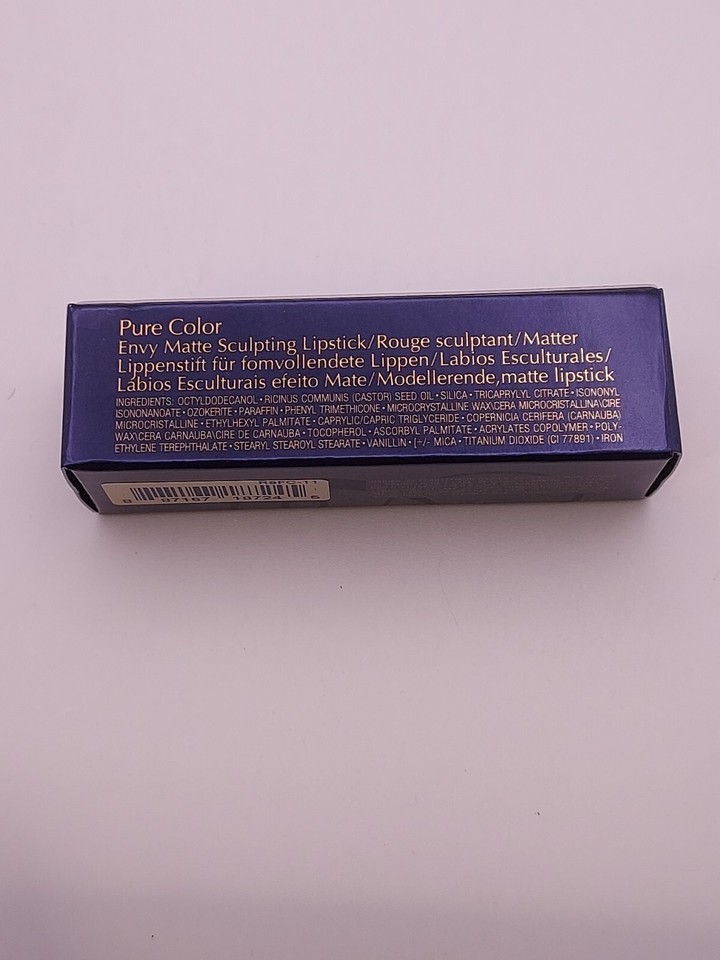 Pure Color
Envy Matte Sculpting Lipstick/Rouge sculptant/Matter
Lippenstift für fomvollendete Lippen/Labios Esculturales/
Labios Esculturais efeito Mate/Modellerende,matte lipstick
INGREDIENTS: OCTYLDODECANOL • RICINUS COMMUNIS (CASTOR) SEED OIL • SILICA • TRICAPRYLYL CITRATE • ISONONYL
ISONONANOATE • OZOKERITE • PARAFFIN • PHENYL TRIMETHICONE • MICROCRYSTALLINE WAX\CERA MICROCRISTALLINA\CIRE
MICROCRISTALLINE • ETHYLHEXYL PALMITATE • CAPRYLIC/CAPRIC TRIGLYCERIDE • COPERNICIA CERIFERA (CARNAUBA)
WAX\CERA CARNAUBA\CIRE DE CARNAUBA • TOCOPHEROL • ASCORBYL PALMITATE • ACRYLATES COPOLYMER • POLY-
ETHYLENE TEREPHTHALATE • STEARYL STEAROYL STEARATE • VANILLIN • [+/- MICA • TITANIUM DIOXIDE (CI 77891) • IRON